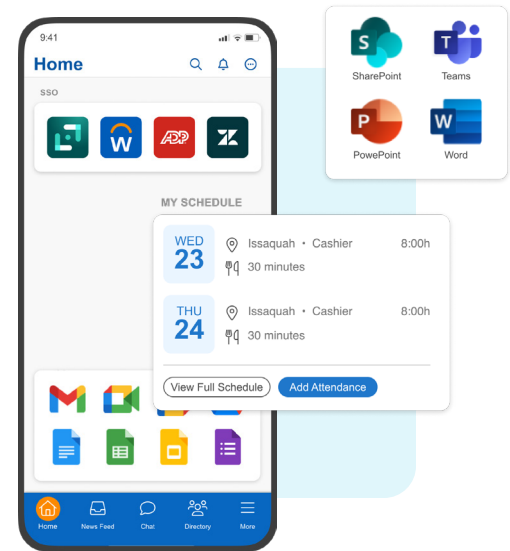 9:41
Home
SSO
ADP
MY SCHEDULE
WED
23
Issaquah • Cashier 8:00h
30 minutes
THU
24
Issaquah • Cashier 8:00h
30 minutes
View Full Schedule Add Attendance
Home News Feed Chat Directory More
S T
SharePoint Teams
P W
PowePoint Word